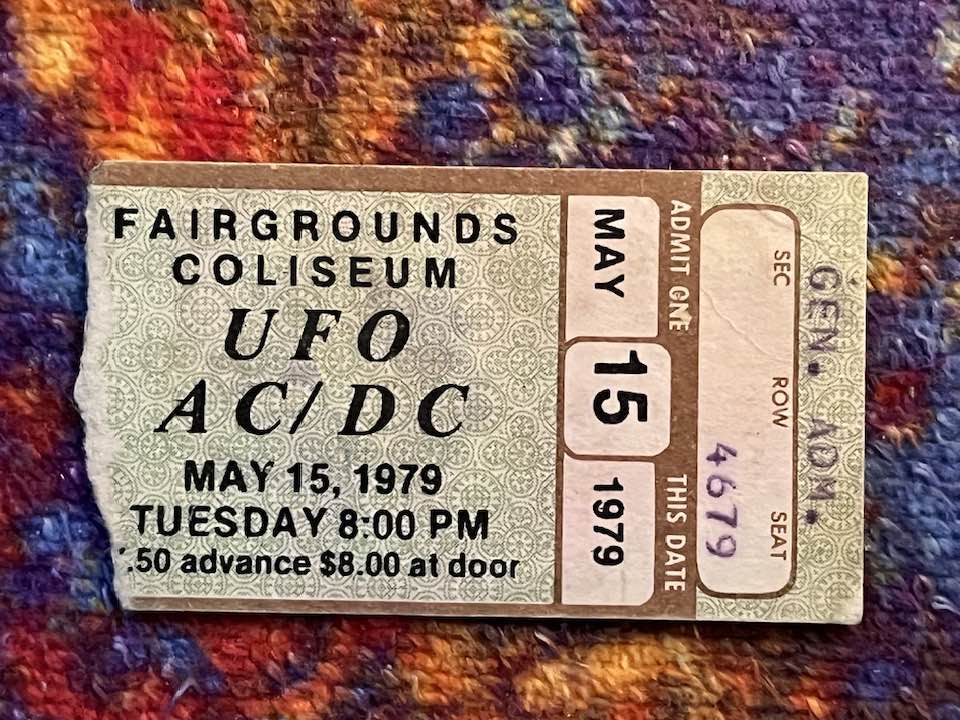 FAIRGROUNDS
COLISEUM
UFO
AC/DC
MAY 15, 1979
TUESDAY 8:00 PM
.50 advance $8.00 at door
MAY
15
1979
ADMIT ONE
THIS DATE
SEC
ROW
SEAT
4679
GEN. ADM.